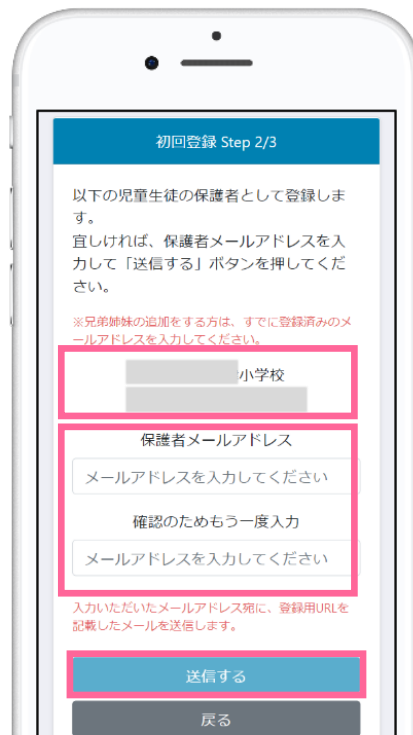 初回登録 Step 2/3
以下の児童生徒の保護者として登録しま
す。
宜しければ、保護者メールアドレスを入
力して「送信する」ボタンを押してくだ
さい。
※兄弟姉妹の追加をする方は、すでに登録済みのメ
ールアドレスを入力してください。
小学校
保護者メールアドレス
メールアドレスを入力してください
確認のためもう一度入力
メールアドレスを入力してください
入力いただいたメールアドレス宛に、登録用URLを
記載したメールを送信します。
送信する
戻る